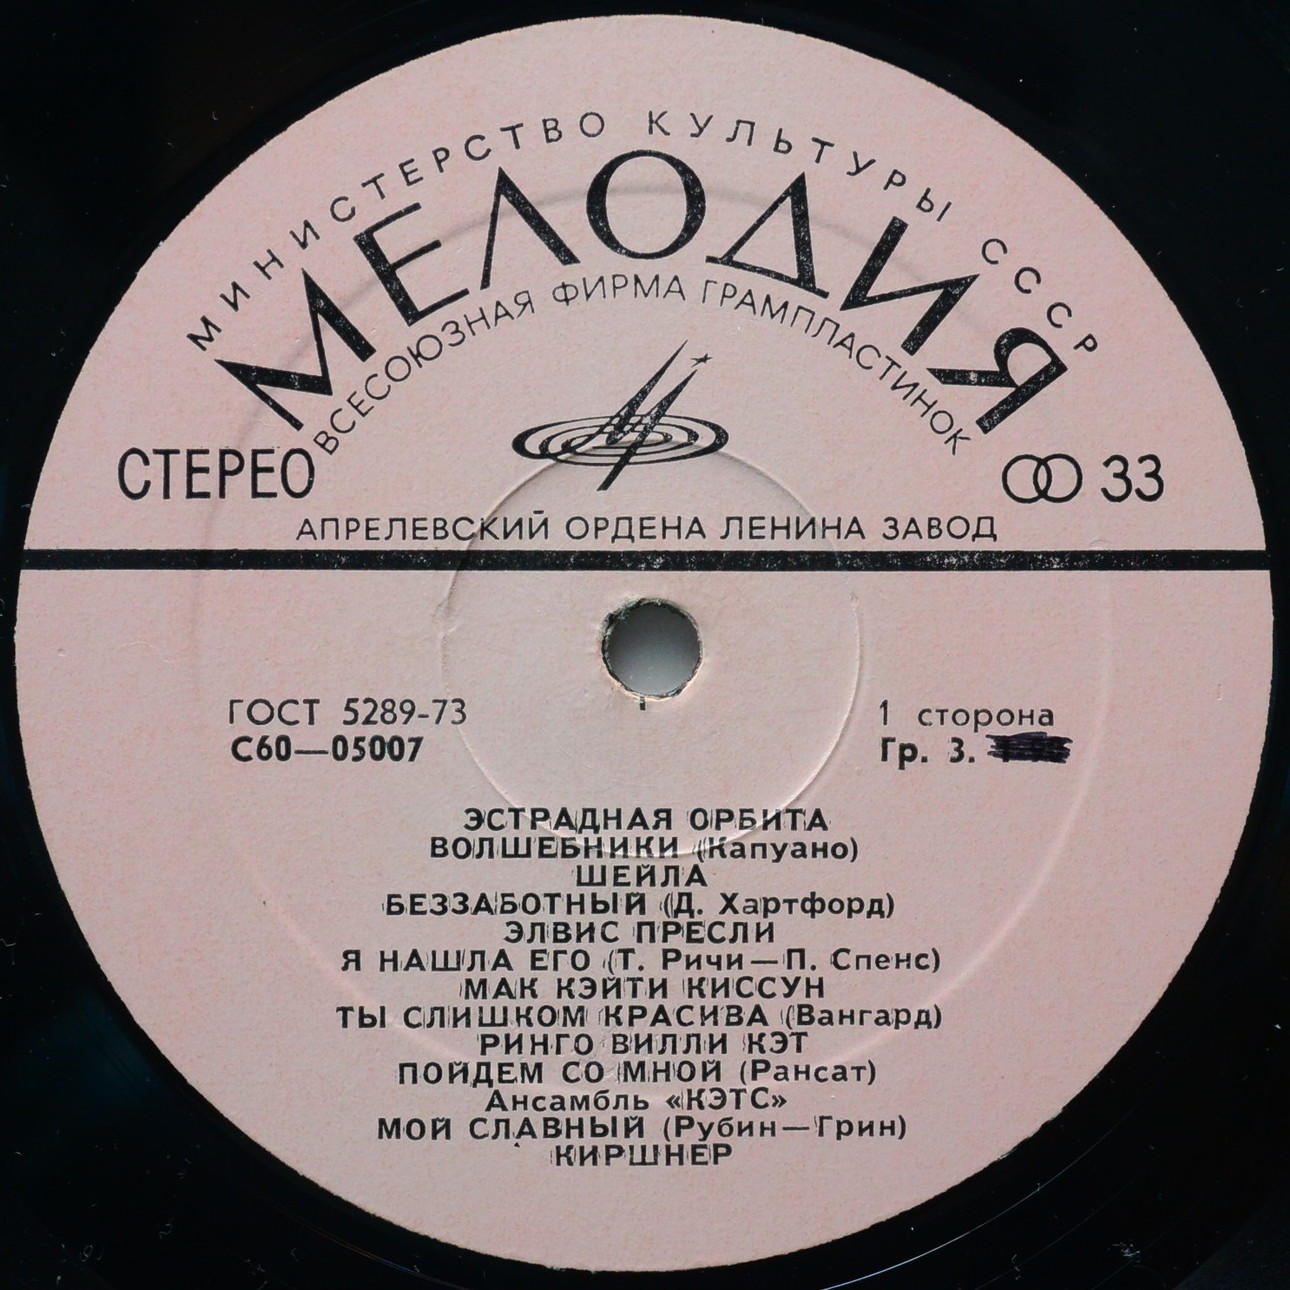 МИНИСТЕРСТВО КУЛЬТУРЫ СССР
МЕЛОДИЯ
ВСЕСОЮЗНАЯ ФИРМА ГРАМПЛАСТИНОК
СТЕРЕО
33
АПРЕЛЕВСКИЙ ОРДЕНА ЛЕНИНА ЗАВОД
ГОСТ 5289-73
1 сторона
С60—05007
Гр. 3.
ЭСТРАДНАЯ ОРБИТА
ВОЛШЕБНИКИ (Капуано)
ШЕЙЛА
БЕЗЗАБОТНЫЙ (Д. Хартфорд)
ЭЛВИС ПРЕСЛИ
Я НАШЛА ЕГО (Т. Ричи—П. Спенс)
МАК КЭЙТИ КИССУН
ТЫ СЛИШКОМ КРАСИВА (Вангард)
РИНГО ВИЛЛИ КЭТ
ПОЙДЕМ СО МНОЙ (Рансат)
Ансамбль «КЭТС»
МОЙ СЛАВНЫЙ (Рубин—Грин)
КИРШНЕР